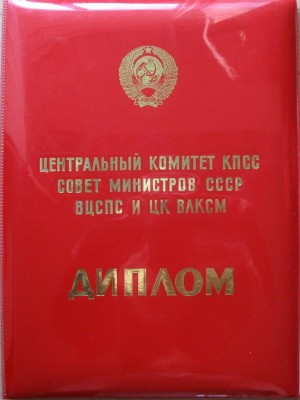 ЦЕНТРАЛЬНЫЙ КОМИТЕТ КПСС
СОВЕТ МИНИСТРОВ СССР
ВЦСПС И ЦК ВЛКСМ
ДИПЛОМ